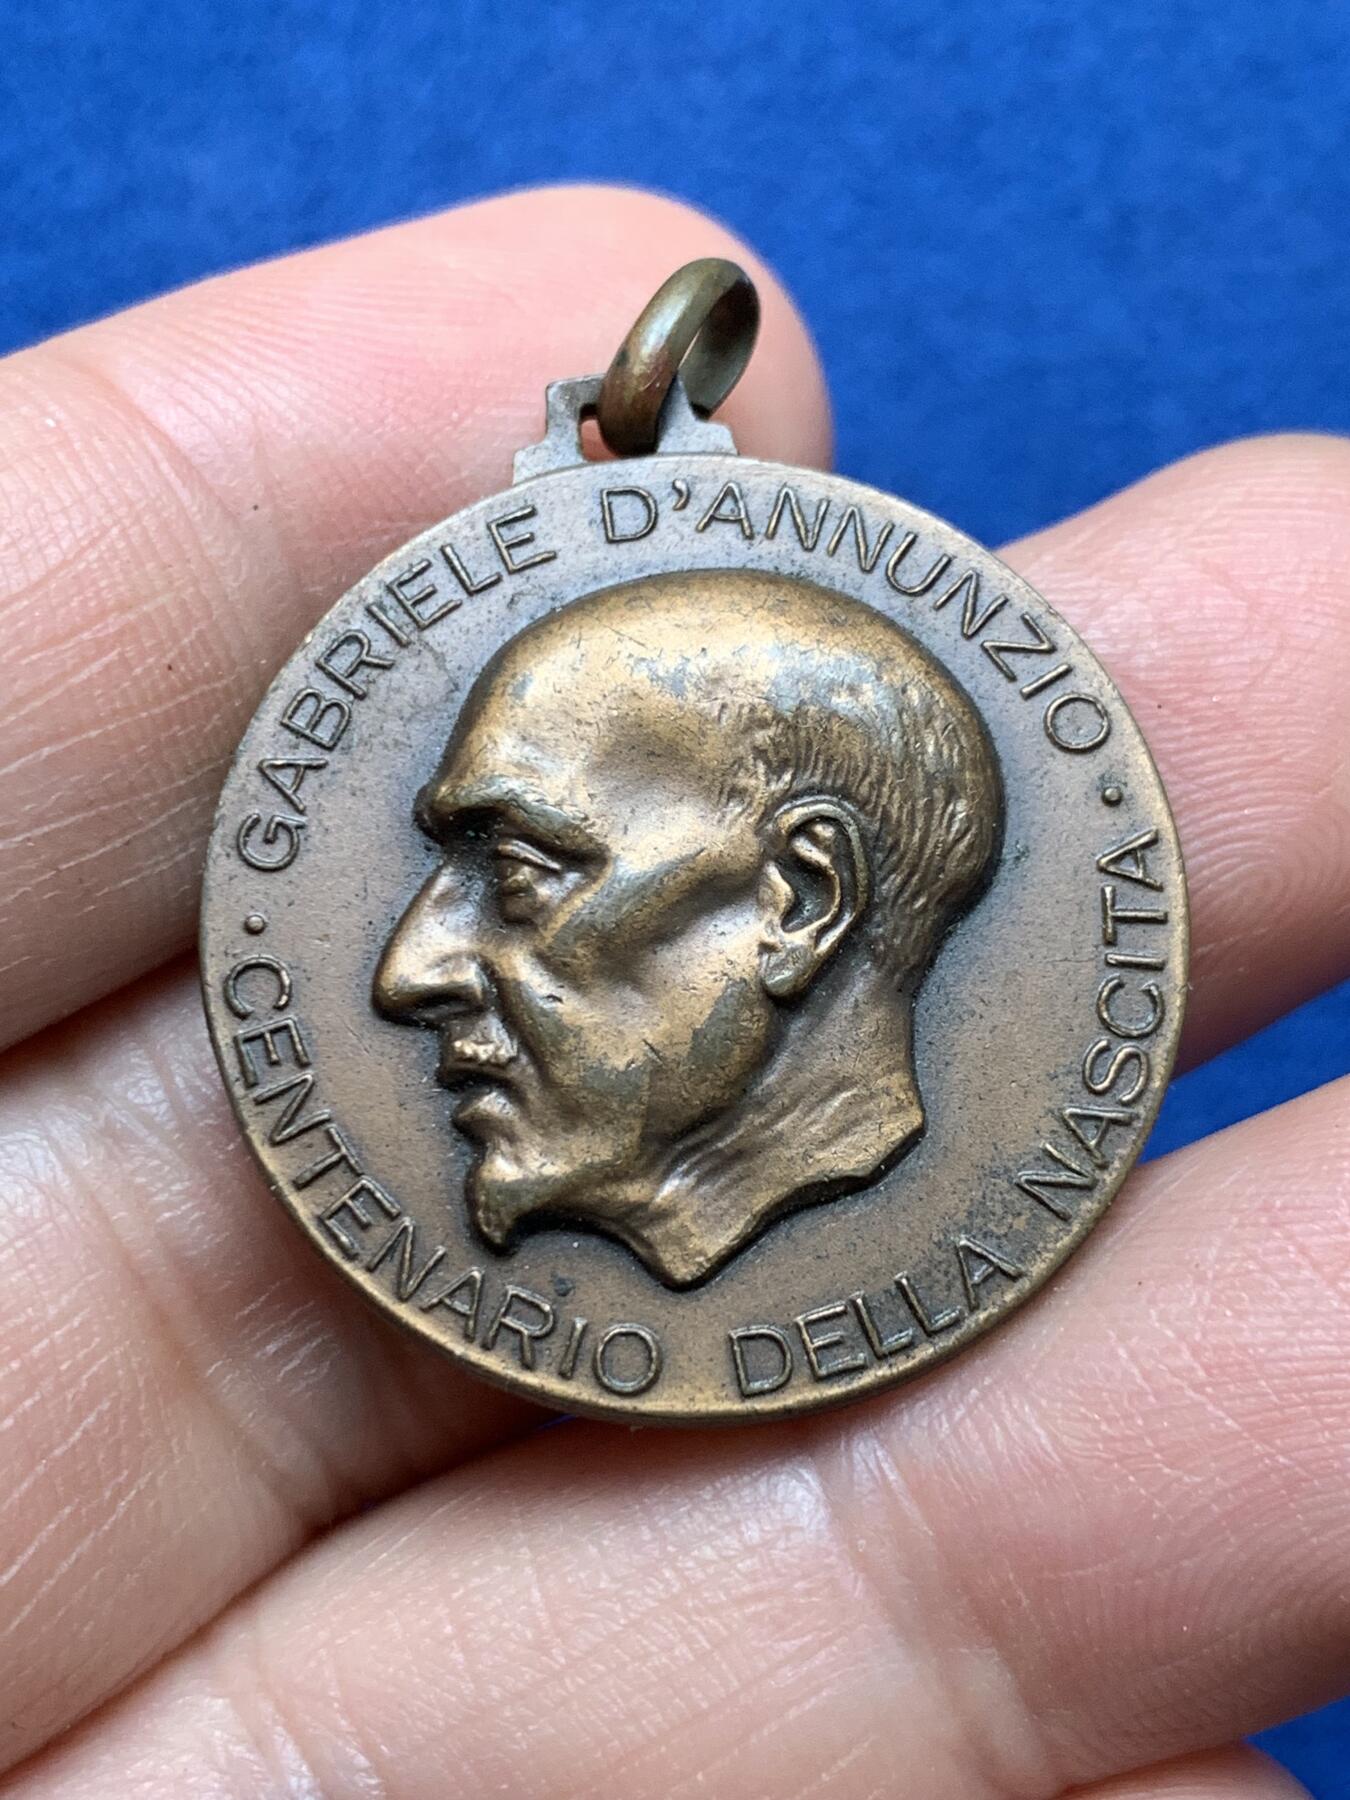 · GABRIELE D'ANNUNZIO ·
CENTENARIO DELLA NASCITA